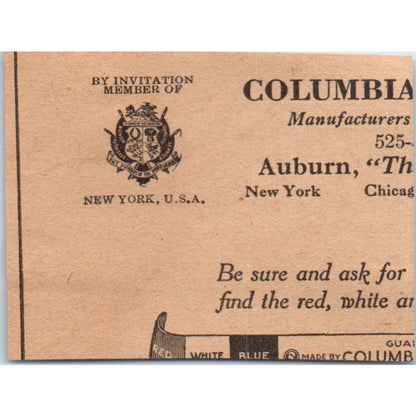 BY INVITATION
MEMBER OF
NEW YORK, U.S.A.
COLUMBIA
Manufacturers
525-
Auburn, "Th
New York Chicag
Be sure and ask for
find the red, white an
GUA
RED WHITE BLUE MADE BY COLUMB